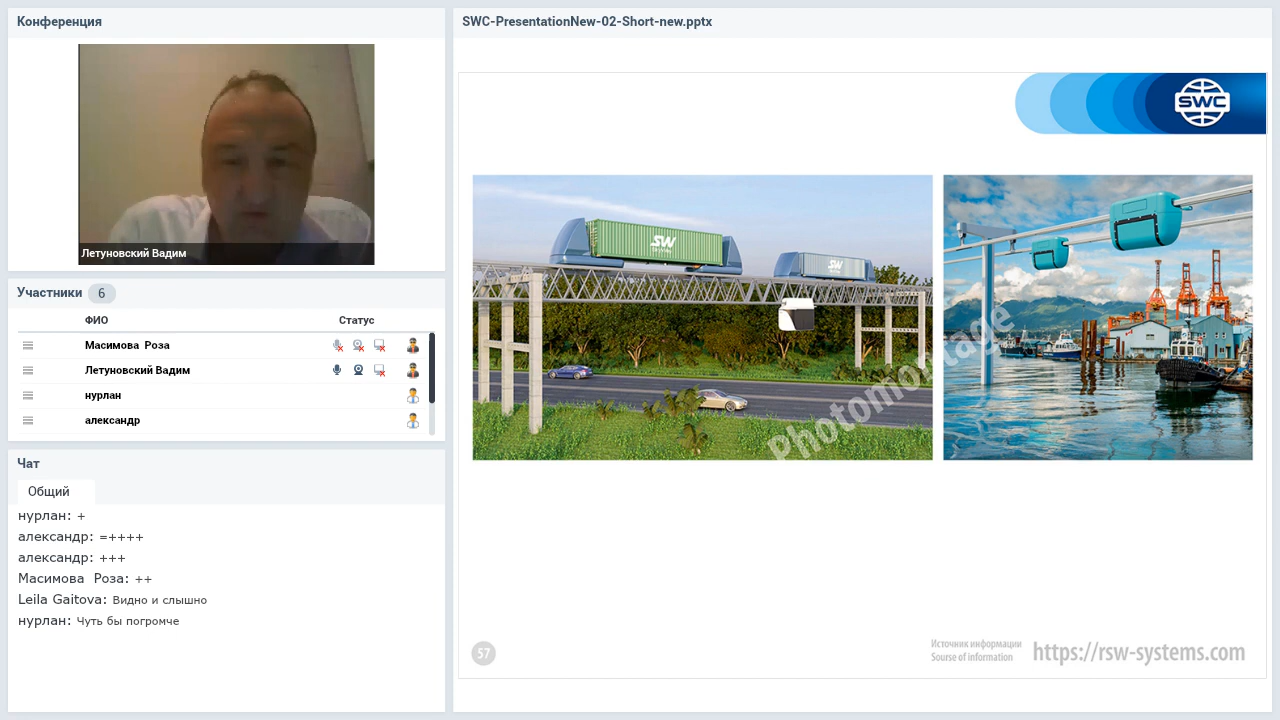 Конференция
Летуновский Вадим
Участники 6
ФИО Статус
Масимова Роза
Летуновский Вадим
нурлан
александр
Чат
Общий
нурлан: +
александр: =++++
александр: +++
Масимова Роза: ++
Leila Gaitova: Видно и слышно
нурлан: Чуть бы погромче
SWC-PresentationNew-02-Short-new.pptx
SWC
SW
Photomontage
57
Источник информации
Sourse of information
https://rsw-systems.com